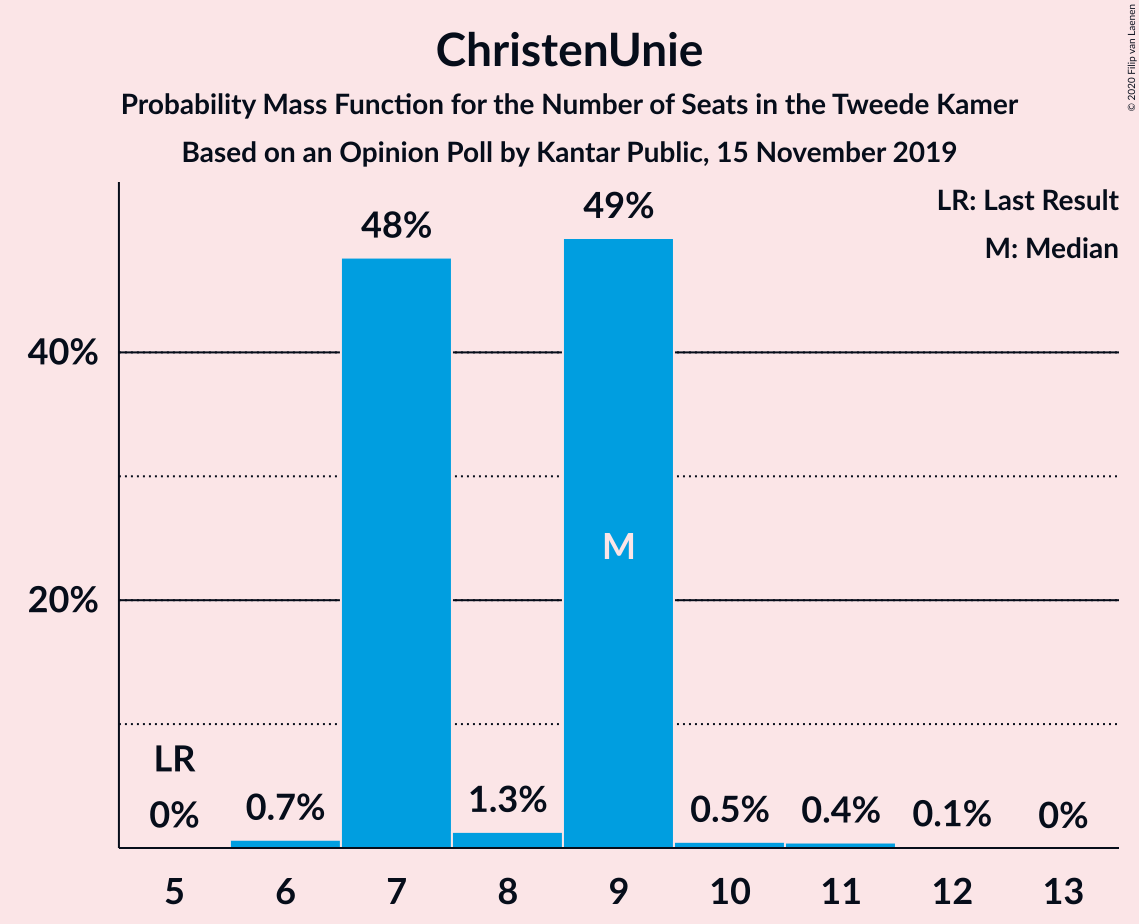 ChristenUnie
Probability Mass Function for the Number of Seats in the Tweede Kamer
Based on an Opinion Poll by Kantar Public, 15 November 2019
© 2020 Filip van Laenen
LR: Last Result
M: Median
48%
49%
40%
M
20%
LR
0%
0.7%
1.3%
0.5%
0.4%
0.1%
0%
5 6 7 8 9 10 11 12 13